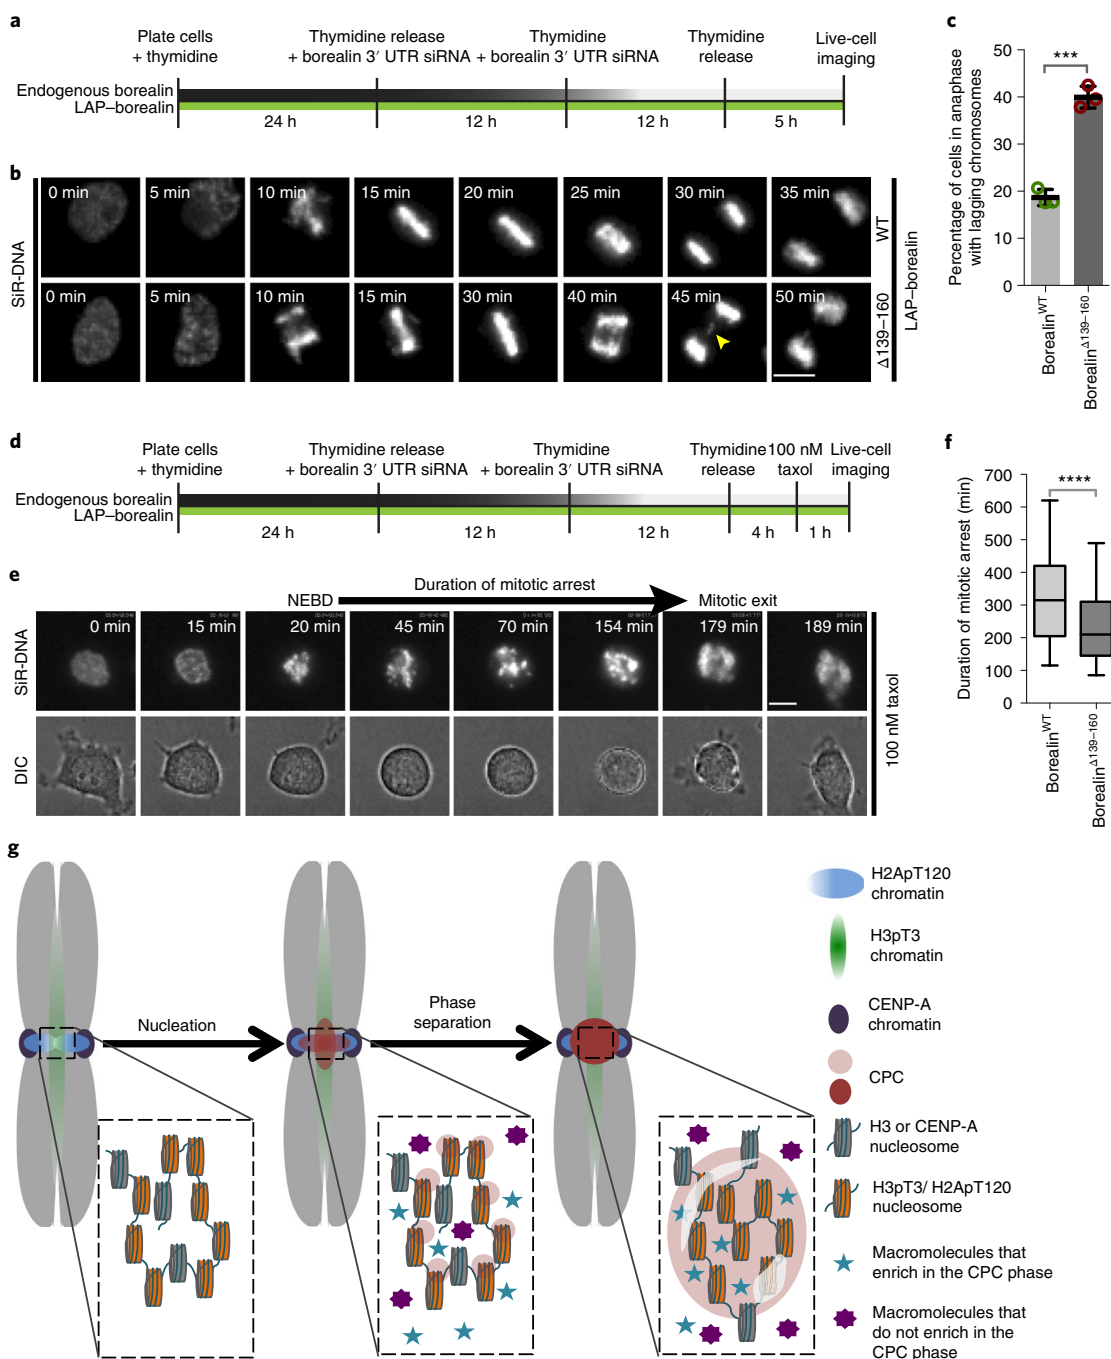 a
Plate cells
+ thymidine
Thymidine release
+ borealin 3′ UTR siRNA
Thymidine
+ borealin 3′ UTR siRNA
Thymidine
release
Live-cell
imaging
Endogenous borealin
LAP–borealin
24 h
12 h
12 h
5 h
b
SiR-DNA
0 min
5 min
10 min
15 min
20 min
25 min
30 min
35 min
WT
0 min
5 min
10 min
15 min
30 min
40 min
45 min
50 min
Δ139–160
LAP–borealin
c
Percentage of cells in anaphase
with lagging chromosomes
50
40
30
20
10
0
***
Borealin^WT
Borealin^Δ139–160
d
Plate cells
+ thymidine
Thymidine release
+ borealin 3′ UTR siRNA
Thymidine
+ borealin 3′ UTR siRNA
Thymidine
release
100 nM
taxol
Live-cell
imaging
Endogenous borealin
LAP–borealin
24 h
12 h
12 h
4 h
1 h
e
Duration of mitotic arrest
NEBD
Mitotic exit
SiR-DNA
0 min
15 min
20 min
45 min
70 min
154 min
179 min
189 min
DIC
100 nM taxol
f
Duration of mitotic arrest (min)
700
600
500
400
300
200
100
0
****
Borealin^WT
Borealin^Δ139–160
g
Nucleation
Phase
separation
H2ApT120
chromatin
H3pT3
chromatin
CENP-A
chromatin
CPC
H3 or CENP-A
nucleosome
H3pT3/ H2ApT120
nucleosome
Macromolecules that
enrich in the CPC phase
Macromolecules that
do not enrich in the
CPC phase